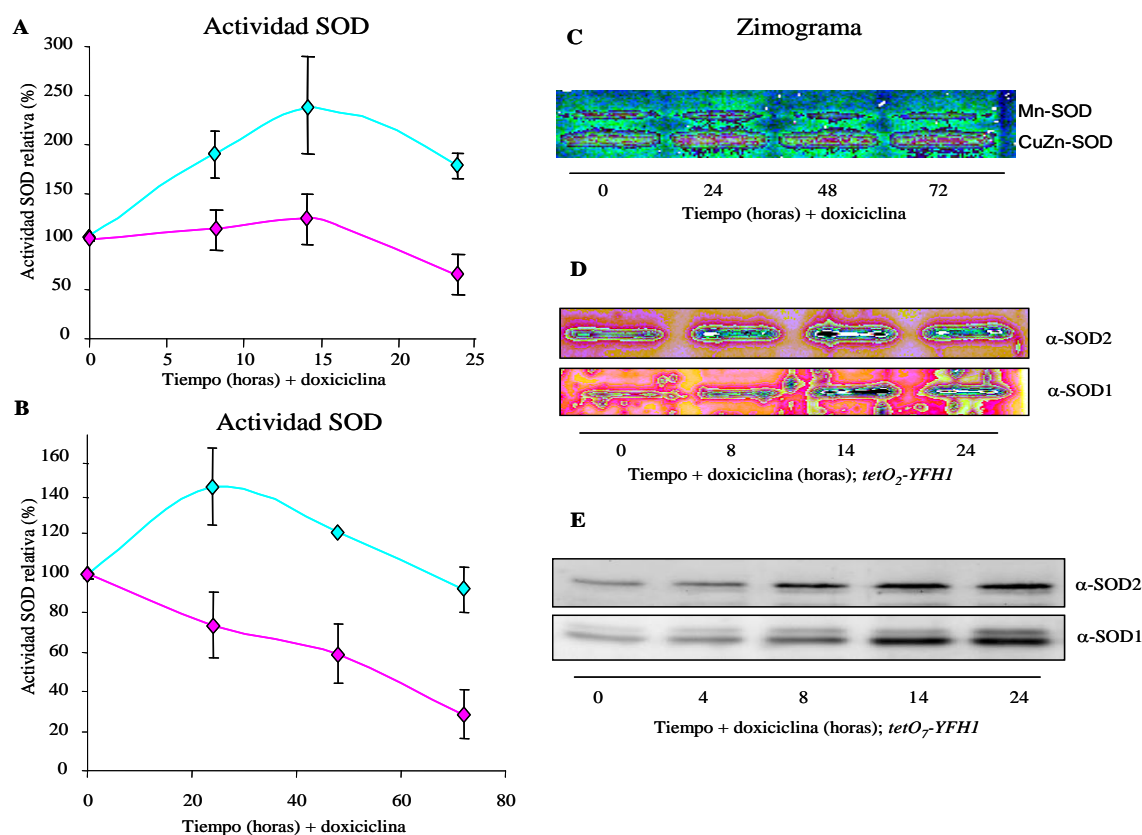 A
Actividad SOD
Actividad SOD relativa (%)
300
250
200
150
100
50
0
0
5
10
15
20
25
Tiempo (horas) + doxiciclina
B
Actividad SOD
Actividad SOD relativa (%)
160
140
120
100
80
60
40
20
0
0
20
40
60
80
Tiempo (horas) + doxiciclina
Zimograma
C
Mn-SOD
CuZn-SOD
0 24 48 72
Tiempo (horas) + doxiciclina
D
α-SOD2
α-SOD1
0 8 14 24
Tiempo + doxiciclina (horas); tetO2-YFH1
E
α-SOD2
α-SOD1
0 4 8 14 24
Tiempo + doxiciclina (horas); tetO7-YFH1